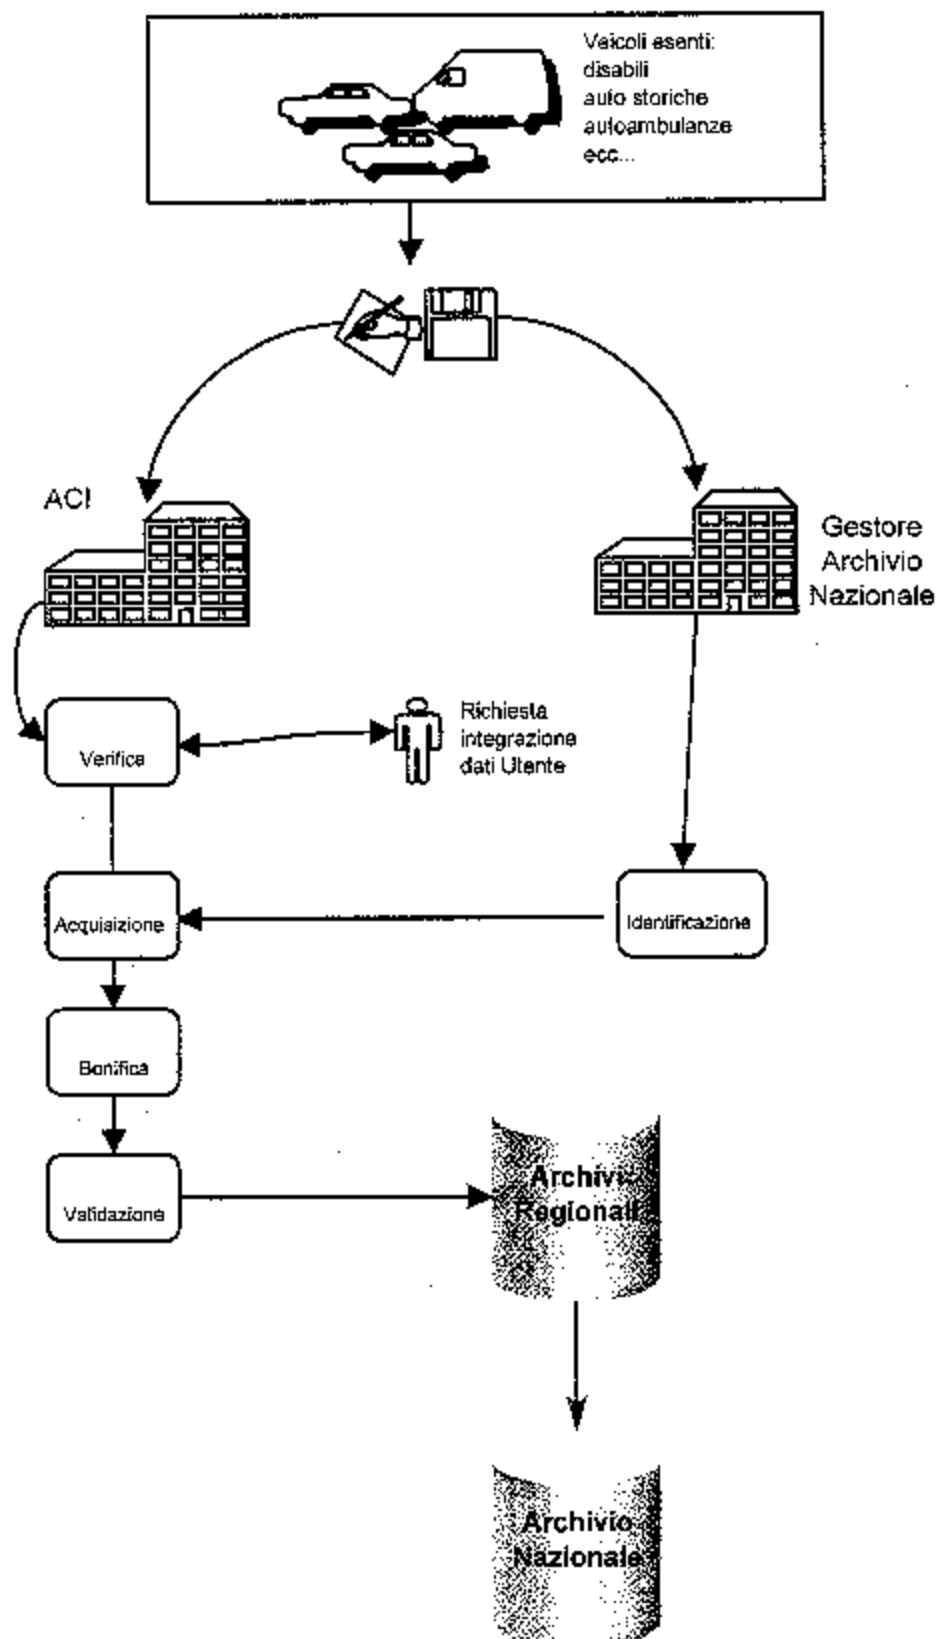 Veicoli esenti:
disabili
auto storiche
autoambulanze
ecc...
ACI
Gestore
Archivio
Nazionale
Verifica
Richiesta
integrazione
dati Utente
Acquisizione
Identificazione
Bonifica
Validazione
Archivi
Regionali
Archivio
Nazionale